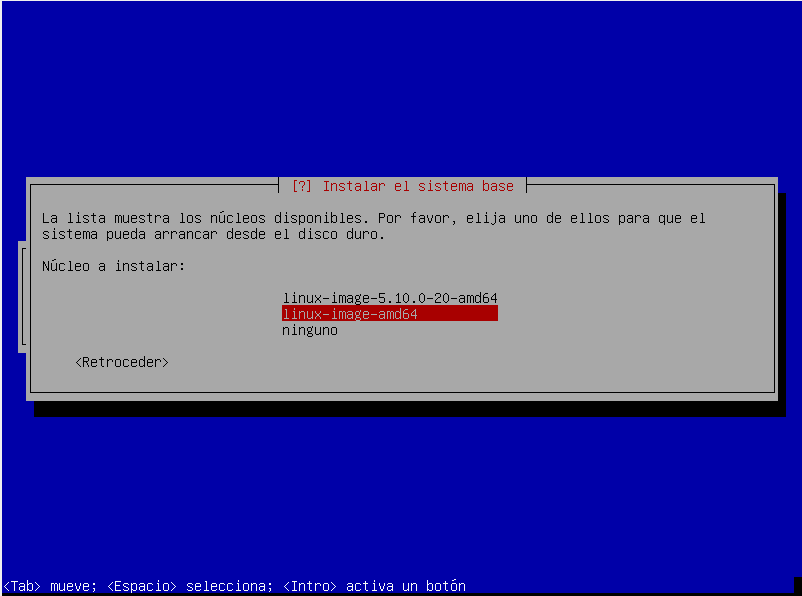 [?] Instalar el sistema base
La lista muestra los núcleos disponibles. Por favor, elija uno de ellos para que el
sistema pueda arrancar desde el disco duro.
Núcleo a instalar:
linux-image-5.10.0-20-amd64
linux-image-amd64
ninguno
<Retroceder>
<Tab> mueve; <Espacio> selecciona; <Intro> activa un botón